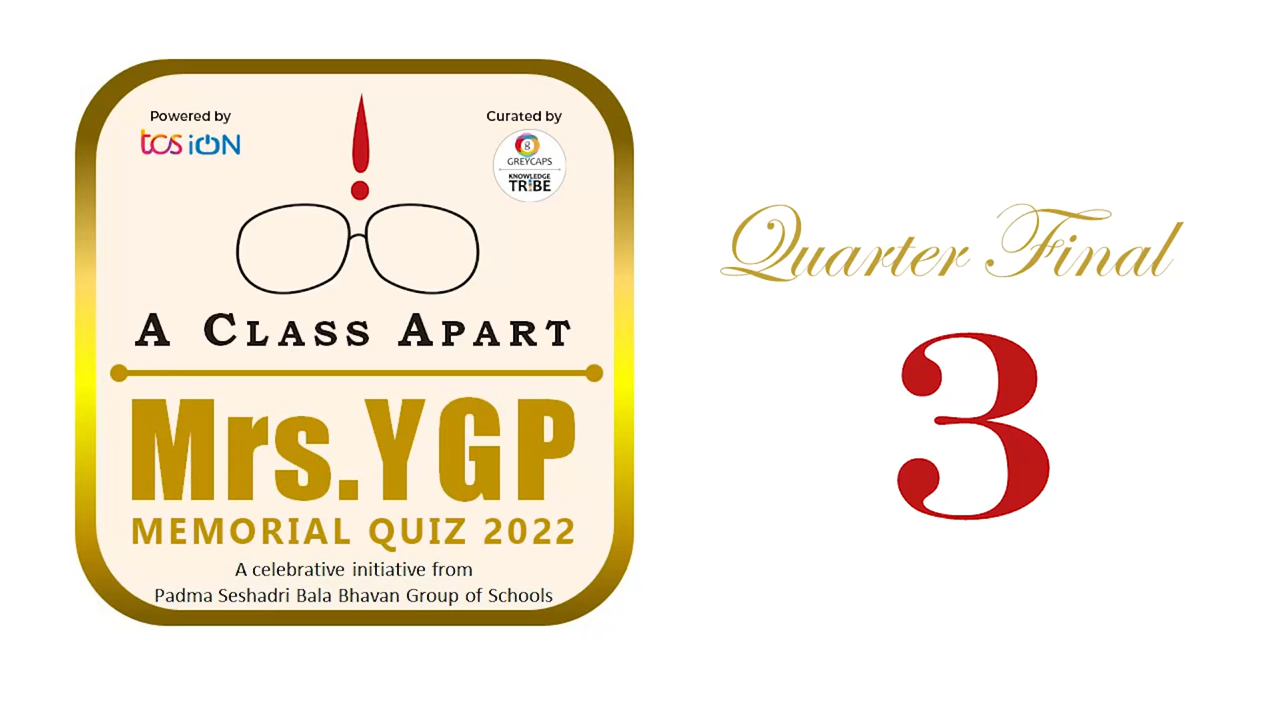 Powered by
tcs iON
Curated by
g
GREYCAPS
KNOWLEDGE
TRIBE
A CLASS APART
Mrs.YGP
MEMORIAL QUIZ 2022
A celebrative initiative from
Padma Seshadri Bala Bhavan Group of Schools
Quarter Final
3